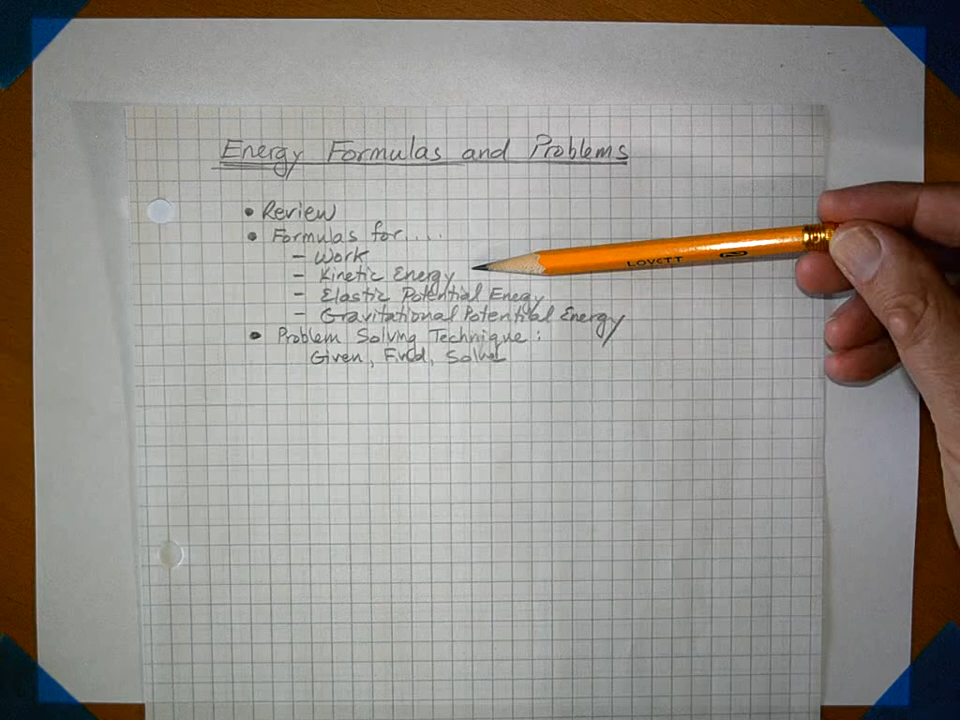 Energy Formulas and Problems
• Review
• Formulas for....
- Work
- Kinetic Energy
- Elastic Potential Energy
- Gravitational Potential Energy
• Problem Solving Technique:
Given, Find, Solve
LOVETT 2